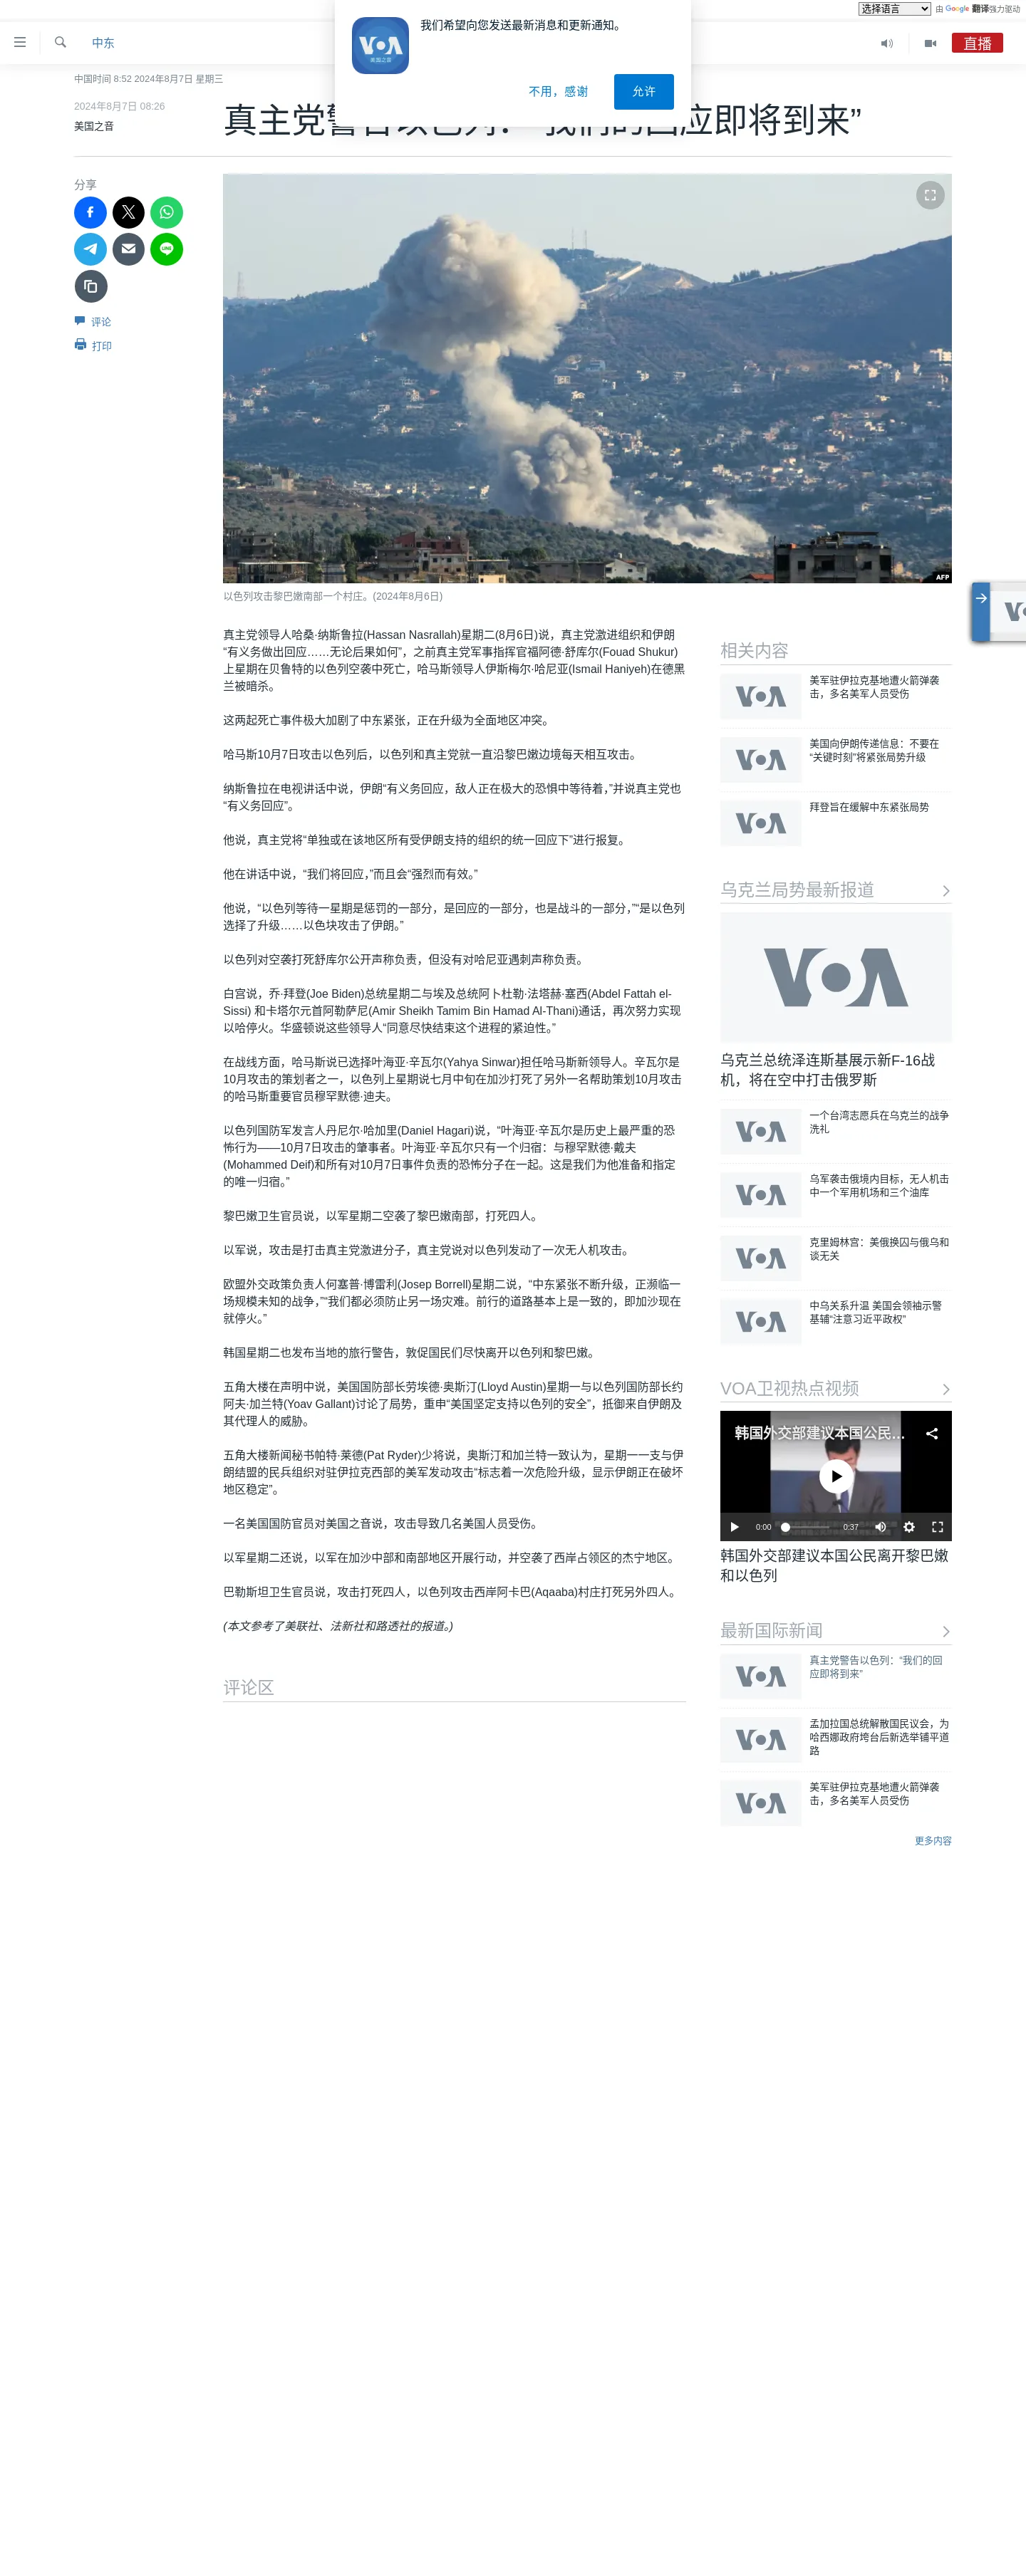 选择语言
由 Google 翻译强力驱动
我们希望向您发送最新消息和更新通知。
VOA
美国之音
不用，感谢
允许
中东
直播
中国时间 8:52 2024年8月7日 星期三
2024年8月7日 08:26
美国之音
真主党警告以色列：“我们的回应即将到来”
分享
评论
打印
AFP
以色列攻击黎巴嫩南部一个村庄。(2024年8月6日)
真主党领导人哈桑·纳斯鲁拉(Hassan Nasrallah)星期二(8月6日)说，真主党激进组织和伊朗
“有义务做出回应……无论后果如何”，之前真主党军事指挥官福阿德·舒库尔(Fouad Shukur)
上星期在贝鲁特的以色列空袭中死亡，哈马斯领导人伊斯梅尔·哈尼亚(Ismail Haniyeh)在德黑
兰被暗杀。
这两起死亡事件极大加剧了中东紧张，正在升级为全面地区冲突。
哈马斯10月7日攻击以色列后，以色列和真主党就一直沿黎巴嫩边境每天相互攻击。
纳斯鲁拉在电视讲话中说，伊朗“有义务回应，敌人正在极大的恐惧中等待着，”并说真主党也
“有义务回应”。
他说，真主党将“单独或在该地区所有受伊朗支持的组织的统一回应下”进行报复。
他在讲话中说，“我们将回应，”而且会“强烈而有效。”
他说，“以色列等待一星期是惩罚的一部分，是回应的一部分，也是战斗的一部分，”“是以色列
选择了升级……以色块攻击了伊朗。”
以色列对空袭打死舒库尔公开声称负责，但没有对哈尼亚遇刺声称负责。
白宫说，乔·拜登(Joe Biden)总统星期二与埃及总统阿卜杜勒·法塔赫·塞西(Abdel Fattah el-
Sissi) 和卡塔尔元首阿勒萨尼(Amir Sheikh Tamim Bin Hamad Al-Thani)通话，再次努力实现
以哈停火。华盛顿说这些领导人“同意尽快结束这个进程的紧迫性。”
在战线方面，哈马斯说已选择叶海亚·辛瓦尔(Yahya Sinwar)担任哈马斯新领导人。辛瓦尔是
10月攻击的策划者之一，以色列上星期说七月中旬在加沙打死了另外一名帮助策划10月攻击
的哈马斯重要官员穆罕默德·迪夫。
以色列国防军发言人丹尼尔·哈加里(Daniel Hagari)说，“叶海亚·辛瓦尔是历史上最严重的恐
怖行为——10月7日攻击的肇事者。叶海亚·辛瓦尔只有一个归宿：与穆罕默德·戴夫
(Mohammed Deif)和所有对10月7日事件负责的恐怖分子在一起。这是我们为他准备和指定
的唯一归宿。”
黎巴嫩卫生官员说，以军星期二空袭了黎巴嫩南部，打死四人。
以军说，攻击是打击真主党激进分子，真主党说对以色列发动了一次无人机攻击。
欧盟外交政策负责人何塞普·博雷利(Josep Borrell)星期二说，“中东紧张不断升级，正濒临一
场规模未知的战争，”“我们都必须防止另一场灾难。前行的道路基本上是一致的，即加沙现在
就停火。”
韩国星期二也发布当地的旅行警告，敦促国民们尽快离开以色列和黎巴嫩。
五角大楼在声明中说，美国国防部长劳埃德·奥斯汀(Lloyd Austin)星期一与以色列国防部长约
阿夫·加兰特(Yoav Gallant)讨论了局势，重申“美国坚定支持以色列的安全”，抵御来自伊朗及
其代理人的威胁。
五角大楼新闻秘书帕特·莱德(Pat Ryder)少将说，奥斯汀和加兰特一致认为，星期一一支与伊
朗结盟的民兵组织对驻伊拉克西部的美军发动攻击“标志着一次危险升级，显示伊朗正在破坏
地区稳定”。
一名美国国防官员对美国之音说，攻击导致几名美国人员受伤。
以军星期二还说，以军在加沙中部和南部地区开展行动，并空袭了西岸占领区的杰宁地区。
巴勒斯坦卫生官员说，攻击打死四人，以色列攻击西岸阿卡巴(Aqaaba)村庄打死另外四人。
(本文参考了美联社、法新社和路透社的报道。)
评论区
相关内容
VOA
美军驻伊拉克基地遭火箭弹袭
击，多名美军人员受伤
VOA
美国向伊朗传递信息：不要在
“关键时刻”将紧张局势升级
VOA
拜登旨在缓解中东紧张局势
乌克兰局势最新报道
VOA
乌克兰总统泽连斯基展示新F-16战
机，将在空中打击俄罗斯
VOA
一个台湾志愿兵在乌克兰的战争
洗礼
VOA
乌军袭击俄境内目标，无人机击
中一个军用机场和三个油库
VOA
克里姆林宫：美俄换囚与俄乌和
谈无关
VOA
中乌关系升温 美国会领袖示警
基辅“注意习近平政权”
VOA卫视热点视频
韩国外交部建议本国公民…
0:00
0:37
韩国外交部建议本国公民离开黎巴嫩
和以色列
最新国际新闻
VOA
真主党警告以色列：“我们的回
应即将到来”
VOA
孟加拉国总统解散国民议会，为
哈西娜政府垮台后新选举铺平道
路
VOA
美军驻伊拉克基地遭火箭弹袭
击，多名美军人员受伤
更多内容